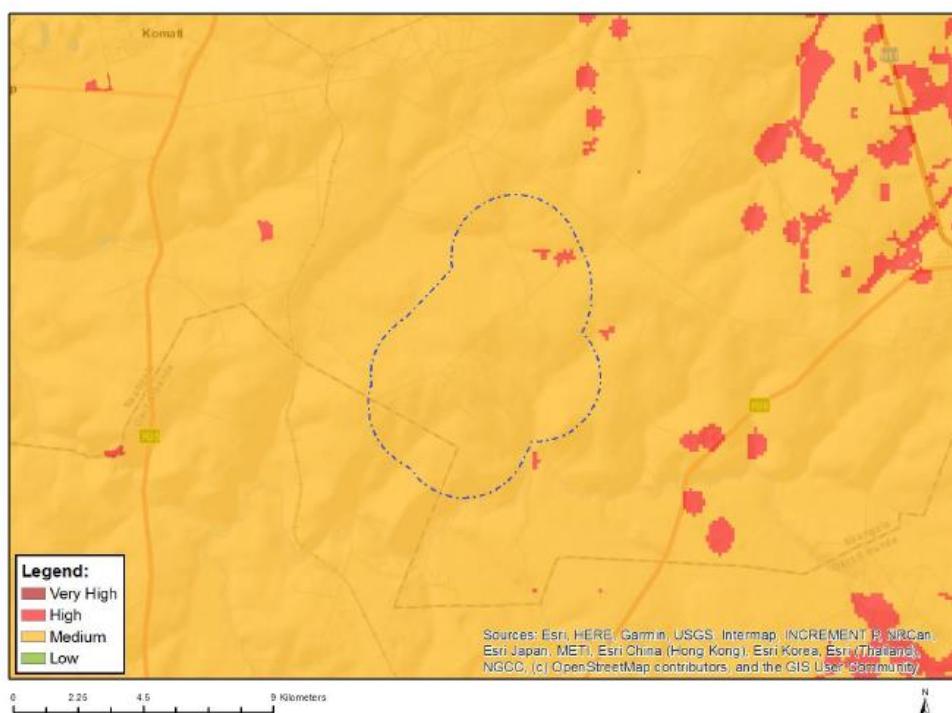 Komati
Legend:
Very High
High
Medium
Low
Sources: Esri, HERE, Garmin, USGS, Intermap, INCREMENT P, NRCan,
Esri Japan, METI, Esri China (Hong Kong), Esri Korea, Esri (Thailand),
NGCC, (c) OpenStreetMap contributors, and the GIS User Community
0 2.25 4.5 9 Kilometers
N